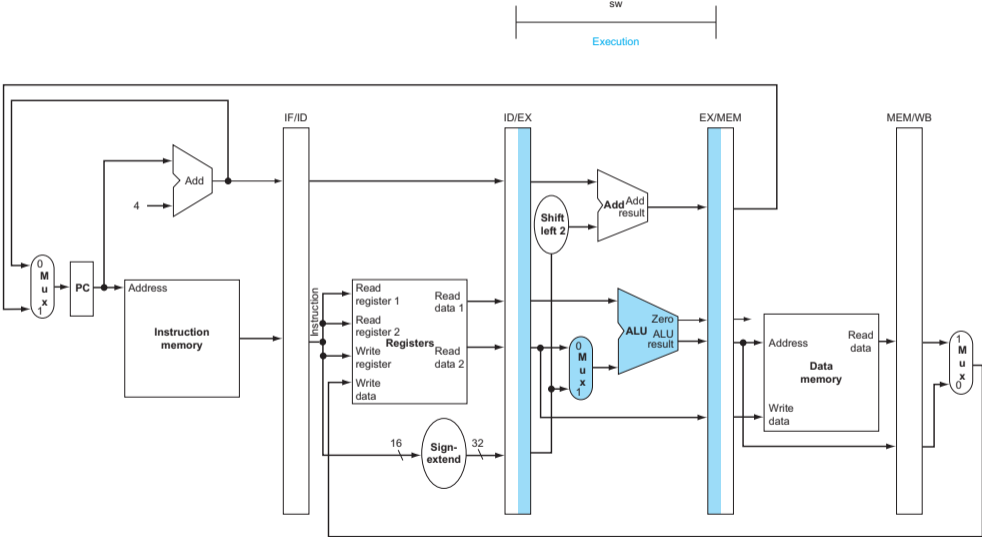 sw
Execution
IF/ID
ID/EX
EX/MEM
MEM/WB
Add
4
Shift
left 2
Add
Add
result
0
M
u
x
1
PC
Address
Instruction
memory
Instruction
Read
register 1
Read
register 2
Write
register
Write
data
Registers
Read
data 1
Read
data 2
16
Sign-
extend
32
0
M
u
x
1
Zero
ALU
ALU
result
Address
Read
data
Data
memory
Write
data
1
M
u
x
0